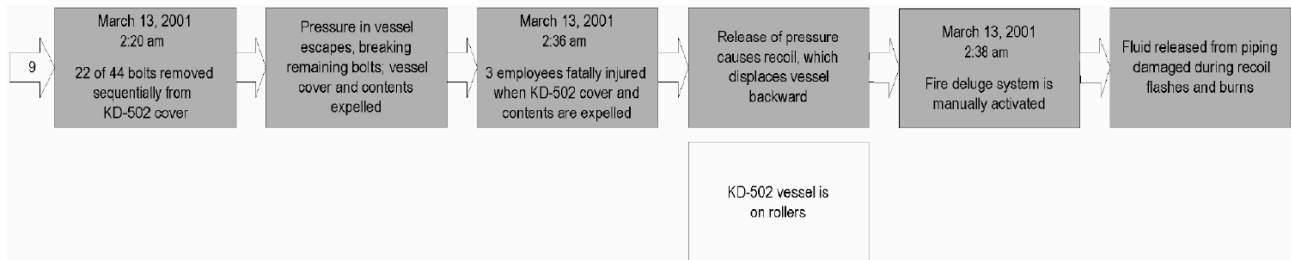 9
March 13, 2001
2:20 am
22 of 44 bolts removed
sequentially from
KD-502 cover
Pressure in vessel
escapes, breaking
remaining bolts; vessel
cover and contents
expelled
March 13, 2001
2:36 am
3 employees fatally injured
when KD-502 cover and
contents are expelled
Release of pressure
causes recoil, which
displaces vessel
backward
March 13, 2001
2:38 am
Fire deluge system is
manually activated
Fluid released from piping
damaged during recoil
flashes and burns
KD-502 vessel is
on rollers